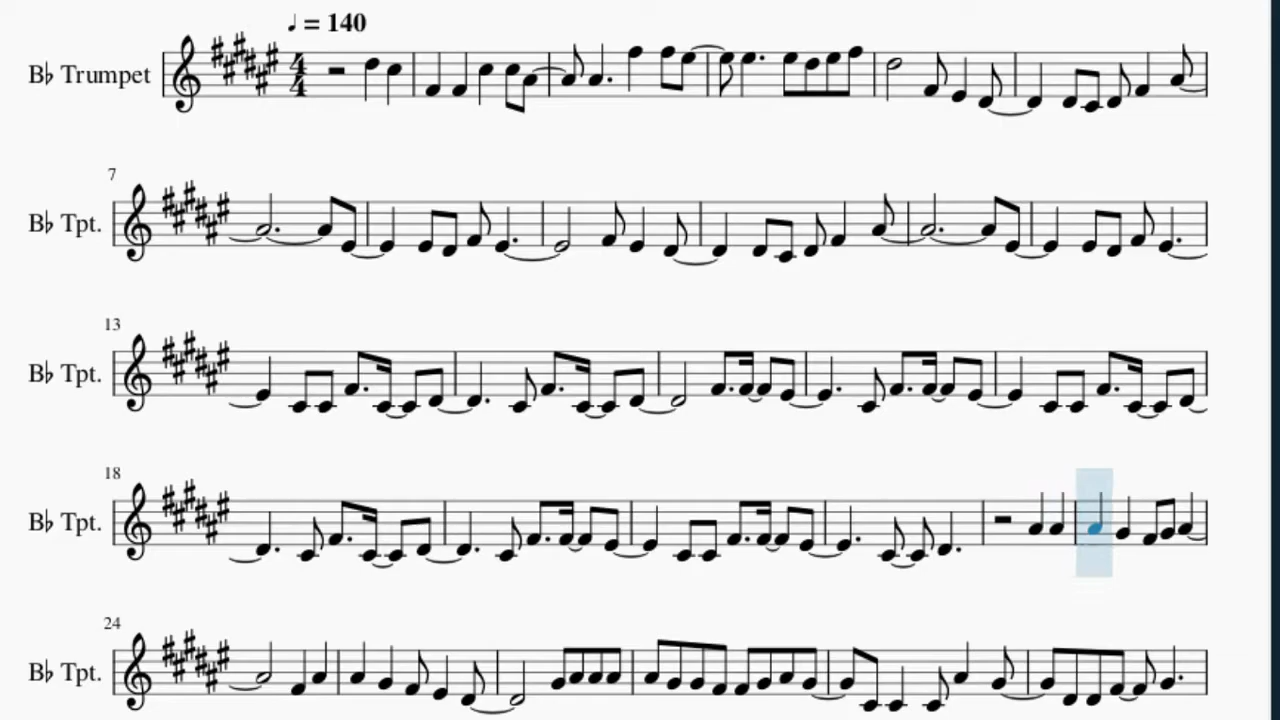 ♩ = 140
B♭ Trumpet
4
4
7
B♭ Tpt.
13
B♭ Tpt.
18
B♭ Tpt.
24
B♭ Tpt.